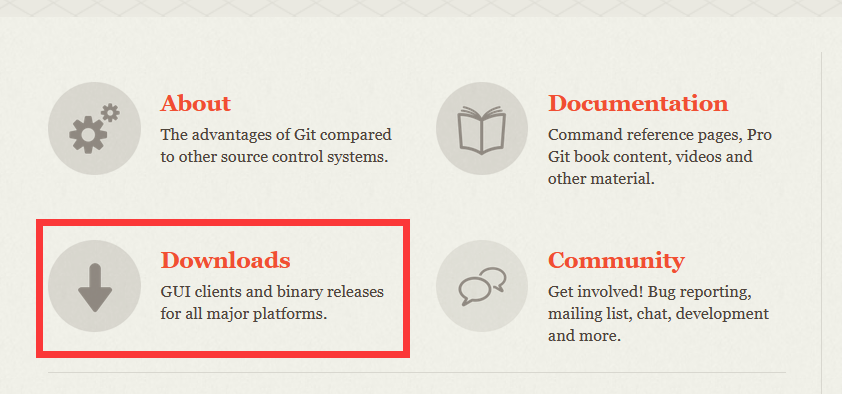 About
The advantages of Git compared
to other source control systems.
Documentation
Command reference pages, Pro
Git book content, videos and
other material.
Downloads
GUI clients and binary releases
for all major platforms.
Community
Get involved! Bug reporting,
mailing list, chat, development
and more.